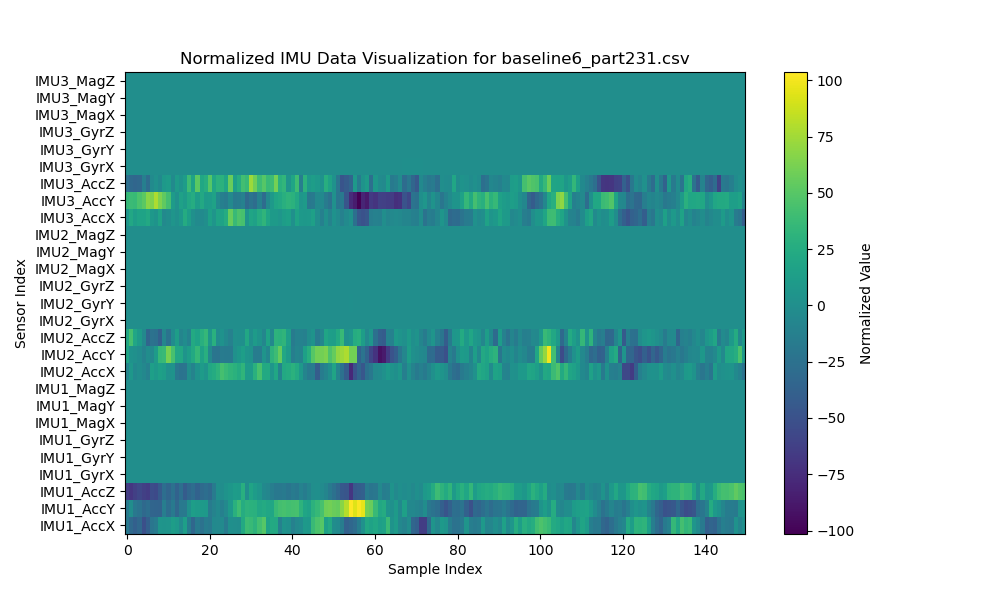 Normalized IMU Data Visualization for baseline6_part231.csv
IMU3_MagZ
IMU3_MagY
IMU3_MagX
IMU3_GyrZ
IMU3_GyrY
IMU3_GyrX
IMU3_AccZ
IMU3_AccY
IMU3_AccX
IMU2_MagZ
IMU2_MagY
IMU2_MagX
IMU2_GyrZ
IMU2_GyrY
IMU2_GyrX
IMU2_AccZ
IMU2_AccY
IMU2_AccX
IMU1_MagZ
IMU1_MagY
IMU1_MagX
IMU1_GyrZ
IMU1_GyrY
IMU1_GyrX
IMU1_AccZ
IMU1_AccY
IMU1_AccX
Sensor Index
0 20 40 60 80 100 120 140
Sample Index
100
75
50
25
0
−25
−50
−75
−100
Normalized Value